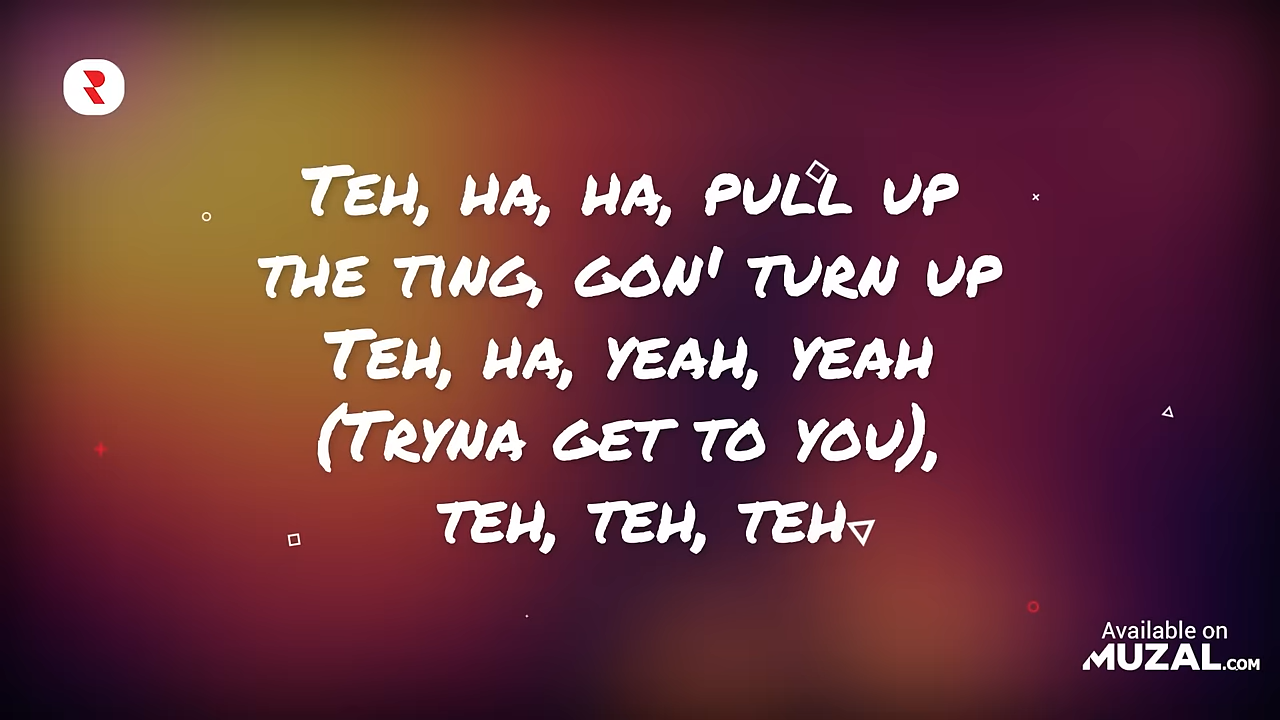 Teh, ha, ha, pull up
the ting, gon' turn up
Teh, ha, yeah, yeah
(Tryna get to you),
teh, teh, teh
Available on
MUZAL.COM